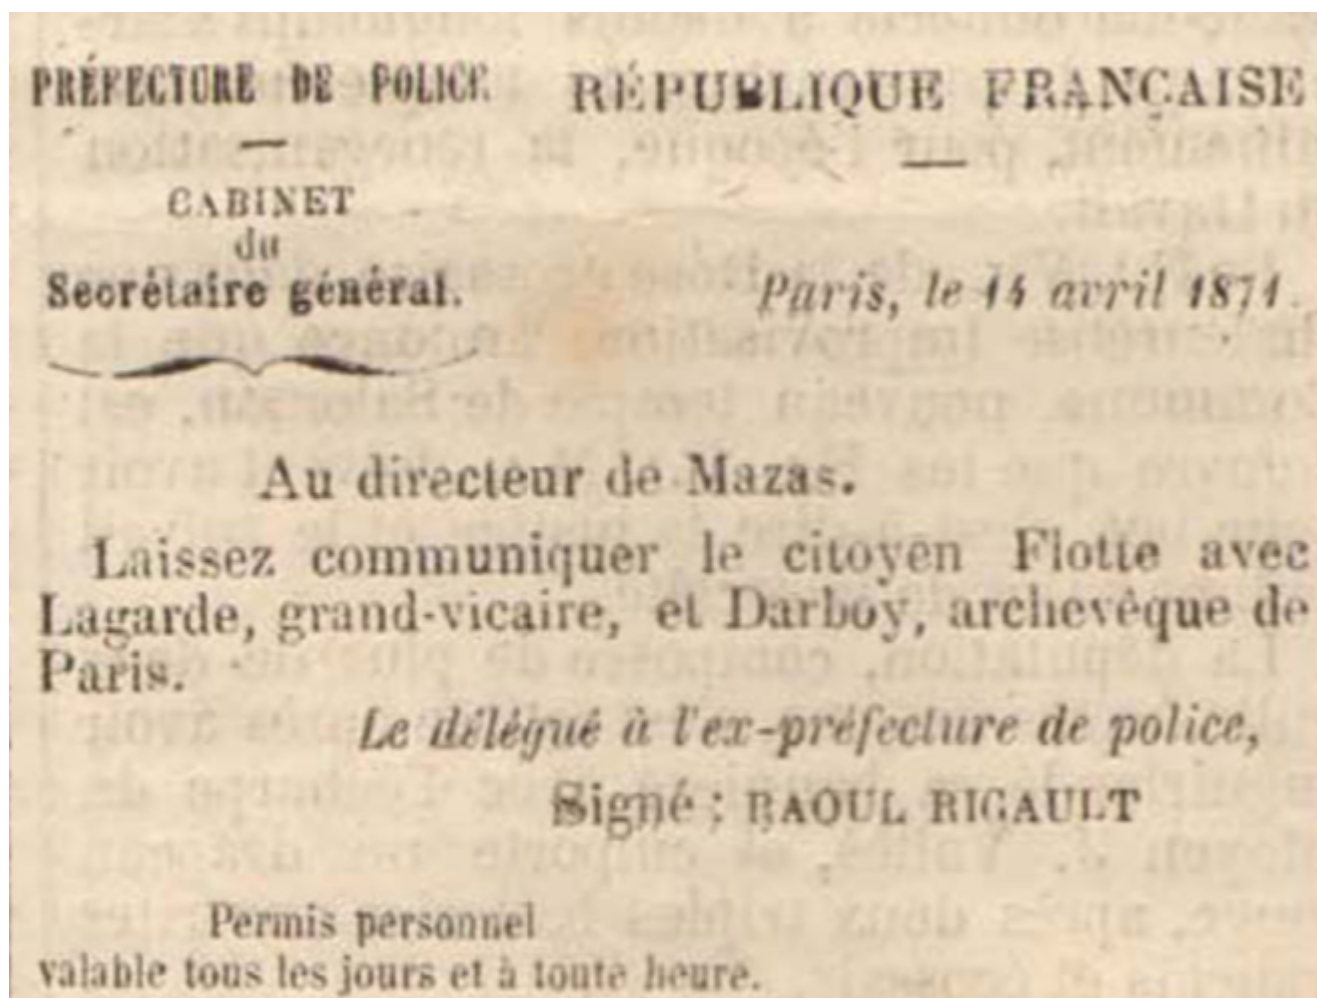 PRÉFECTURE DE POLICE
RÉPUBLIQUE FRANÇAISE
CABINET
du
Secrétaire général.
Paris, le 14 avril 1871.
Au directeur de Mazas.
Laissez communiquer le citoyen Flotte avec
Lagarde, grand-vicaire, et Darboy, archevêque de
Paris.
Le délégué à l'ex-préfecture de police,
Signé : RAOUL RIGAULT
Permis personnel
valable tous les jours et à toute heure.